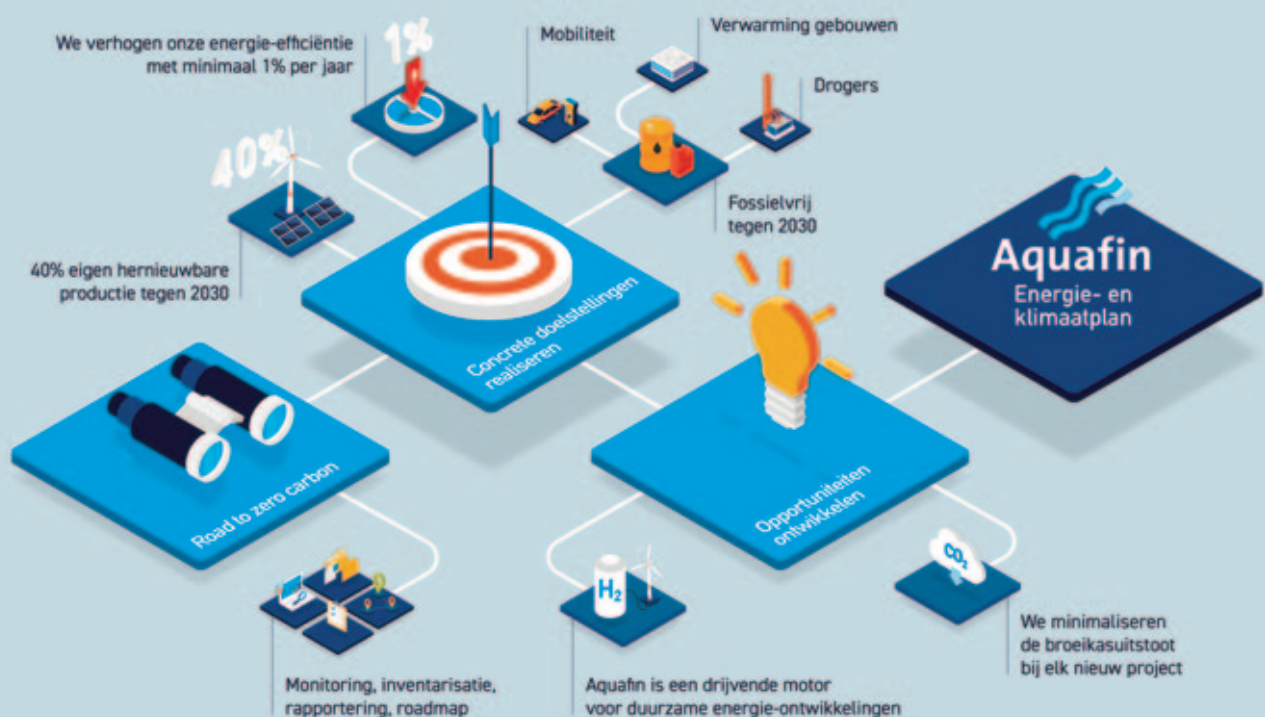 We verhogen onze energie-efficiëntie
met minimaal 1% per jaar
1%
Mobiliteit
Verwarming gebouwen
Drogers
40%
Fossielvrij
tegen 2030
40% eigen hernieuwbare
productie tegen 2030
Concrete doelstellingen
realiseren
Aquafin
Energie- en
klimaatplan
Road to zero carbon
Opportuniteiten
ontwikkelen
H₂
CO₂
Monitoring, inventarisatie,
rapportering, roadmap
Aquafin is een drijvende motor
voor duurzame energie-ontwikkelingen
We minimaliseren
de broeikasuitstoot
bij elk nieuw project